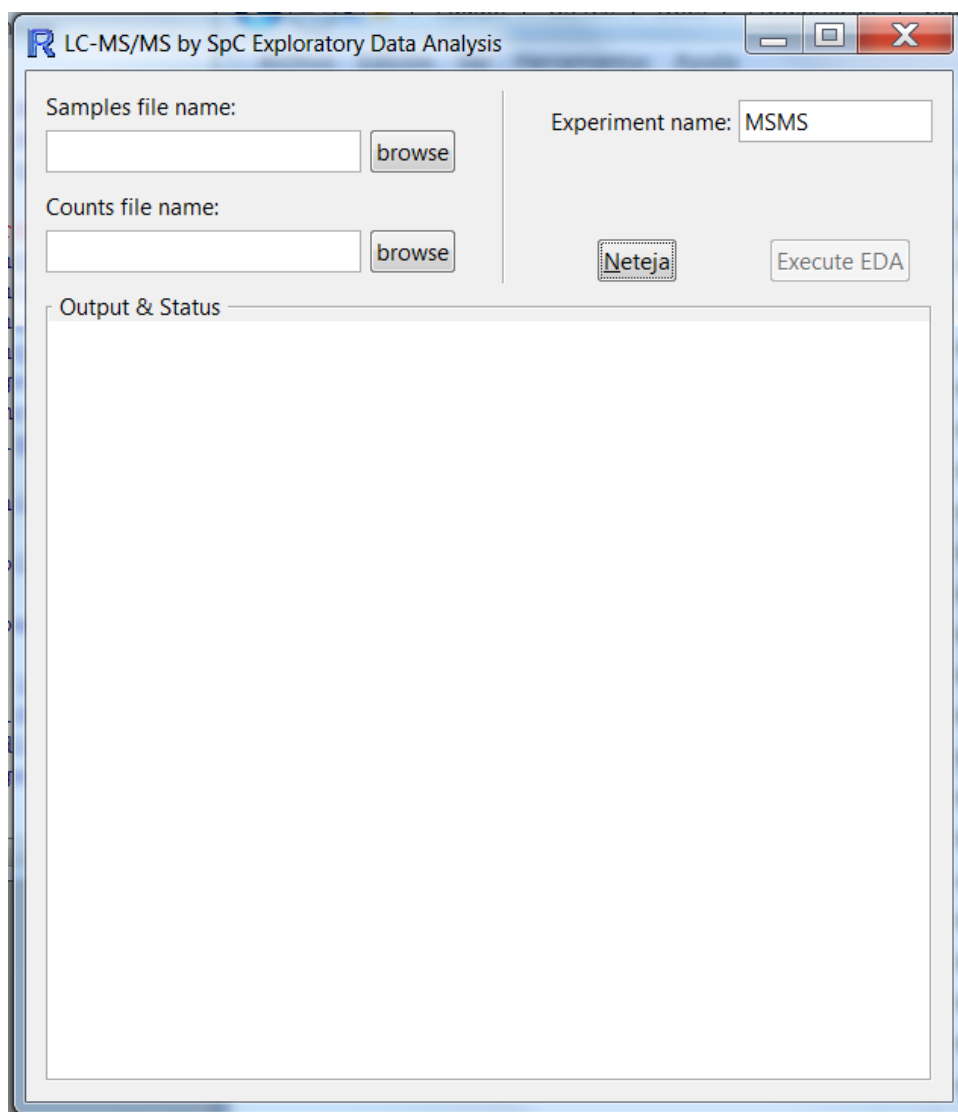 LC-MS/MS by SpC Exploratory Data Analysis
Samples file name:
browse
Experiment name: MSMS
Counts file name:
browse
Neteja
Execute EDA
Output & Status